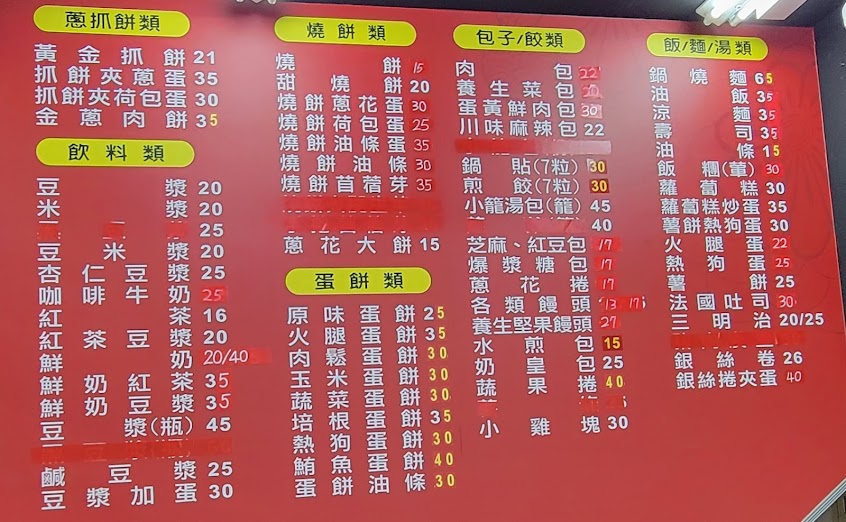 蔥抓餅類
黃金抓餅 21
抓餅夾蔥蛋 35
抓餅夾荷包蛋 30
金蔥肉餅 35
飲料類
豆漿 20
米漿 20
25
豆米漿 20
杏仁豆漿 25
咖啡牛奶 25
紅茶 16
紅茶豆漿 20
鮮奶 20/40
鮮奶紅茶 35
鮮奶豆漿 35
豆漿(瓶) 45
鹹豆漿 25
豆漿加蛋 30
燒餅類
燒餅 15
甜燒餅 20
燒餅蔥花蛋 30
燒餅荷包蛋 25
燒餅油條蛋 35
燒餅油條 30
燒餅苜蓿芽 35
蔥花大餅 15
蛋餅類
原味蛋餅 25
火腿蛋餅 35
肉鬆蛋餅 30
玉米蛋餅 30
蔬菜蛋餅 30
培根蛋餅 35
熱狗蛋餅 30
鮪魚蛋餅 40
蛋餅油條 30
包子/餃類
肉包 22
養生菜包
蛋黃鮮肉包 30
川味麻辣包 22
鍋貼(7粒) 30
煎餃(7粒) 30
小籠湯包(籠) 45
40
芝麻、紅豆包 17
爆漿糖包 17
蔥花捲 17
各類饅頭
養生堅果饅頭 27
水煎包 15
奶皇包 25
蔬果捲 40
小雞塊 30
飯/麵/湯類
鍋燒麵 65
油飯 35
涼麵 35
壽司 35
油條 15
飯糰(葷) 30
蘿蔔糕 30
蘿蔔糕炒蛋 35
薯餅熱狗蛋 30
火腿蛋 22
熱狗蛋 25
薯餅 25
法國吐司 30
三明治 20/25
銀絲卷 26
銀絲捲夾蛋 40